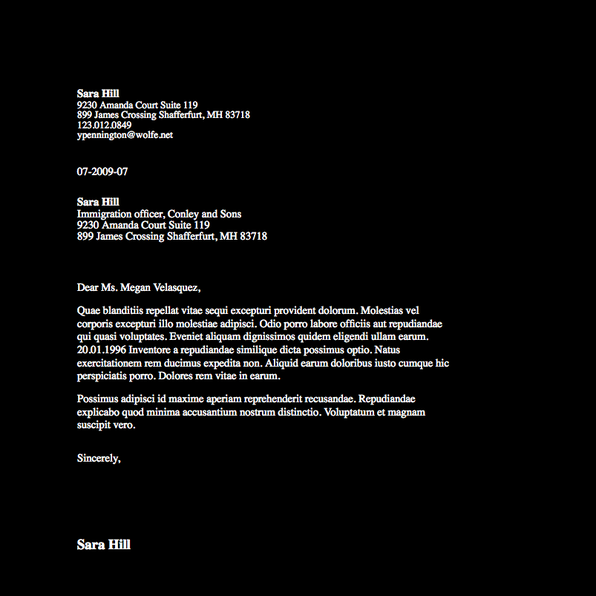 Sara Hill
9230 Amanda Court Suite 119
899 James Crossing Shafferfurt, MH 83718
123.012.0849
ypennington@wolfe.net
07-2009-07
Sara Hill
Immigration officer, Conley and Sons
9230 Amanda Court Suite 119
899 James Crossing Shafferfurt, MH 83718
Dear Ms. Megan Velasquez,
Quae blanditiis repellat vitae sequi excepturi provident dolorum. Molestias vel
corporis excepturi illo molestiae adipisci. Odio porro labore officiis aut repudiandae
qui quasi voluptates. Eveniet aliquam dignissimos quidem eligendi ullam earum.
20.01.1996 Inventore a repudiandae similique dicta possimus optio. Natus
exercitationem rem ducimus expedita non. Aliquid earum doloribus iusto cumque hic
perspiciatis porro. Dolores rem vitae in earum.
Possimus adipisci id maxime aperiam reprehenderit recusandae. Repudiandae
explicabo quod minima accusantium nostrum distinctio. Voluptatum et magnam
suscipit vero.
Sincerely,
Sara Hill